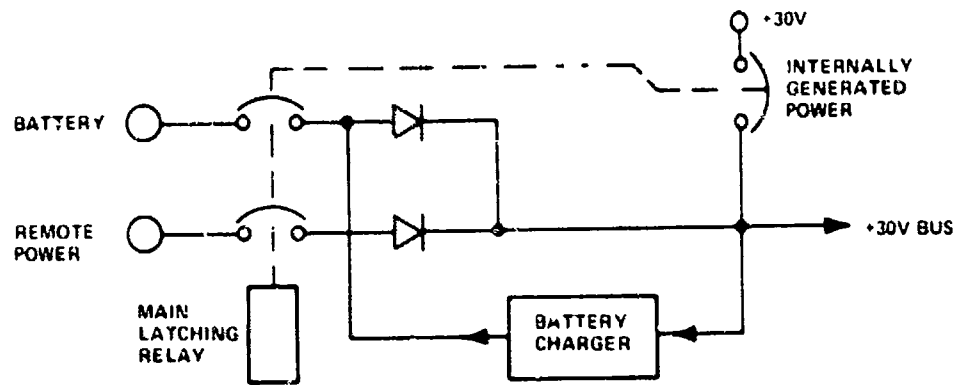 +30V
INTERNALLY
GENERATED
POWER
BATTERY
REMOTE
POWER
+30V BUS
MAIN
LATCHING
RELAY
BATTERY
CHARGER